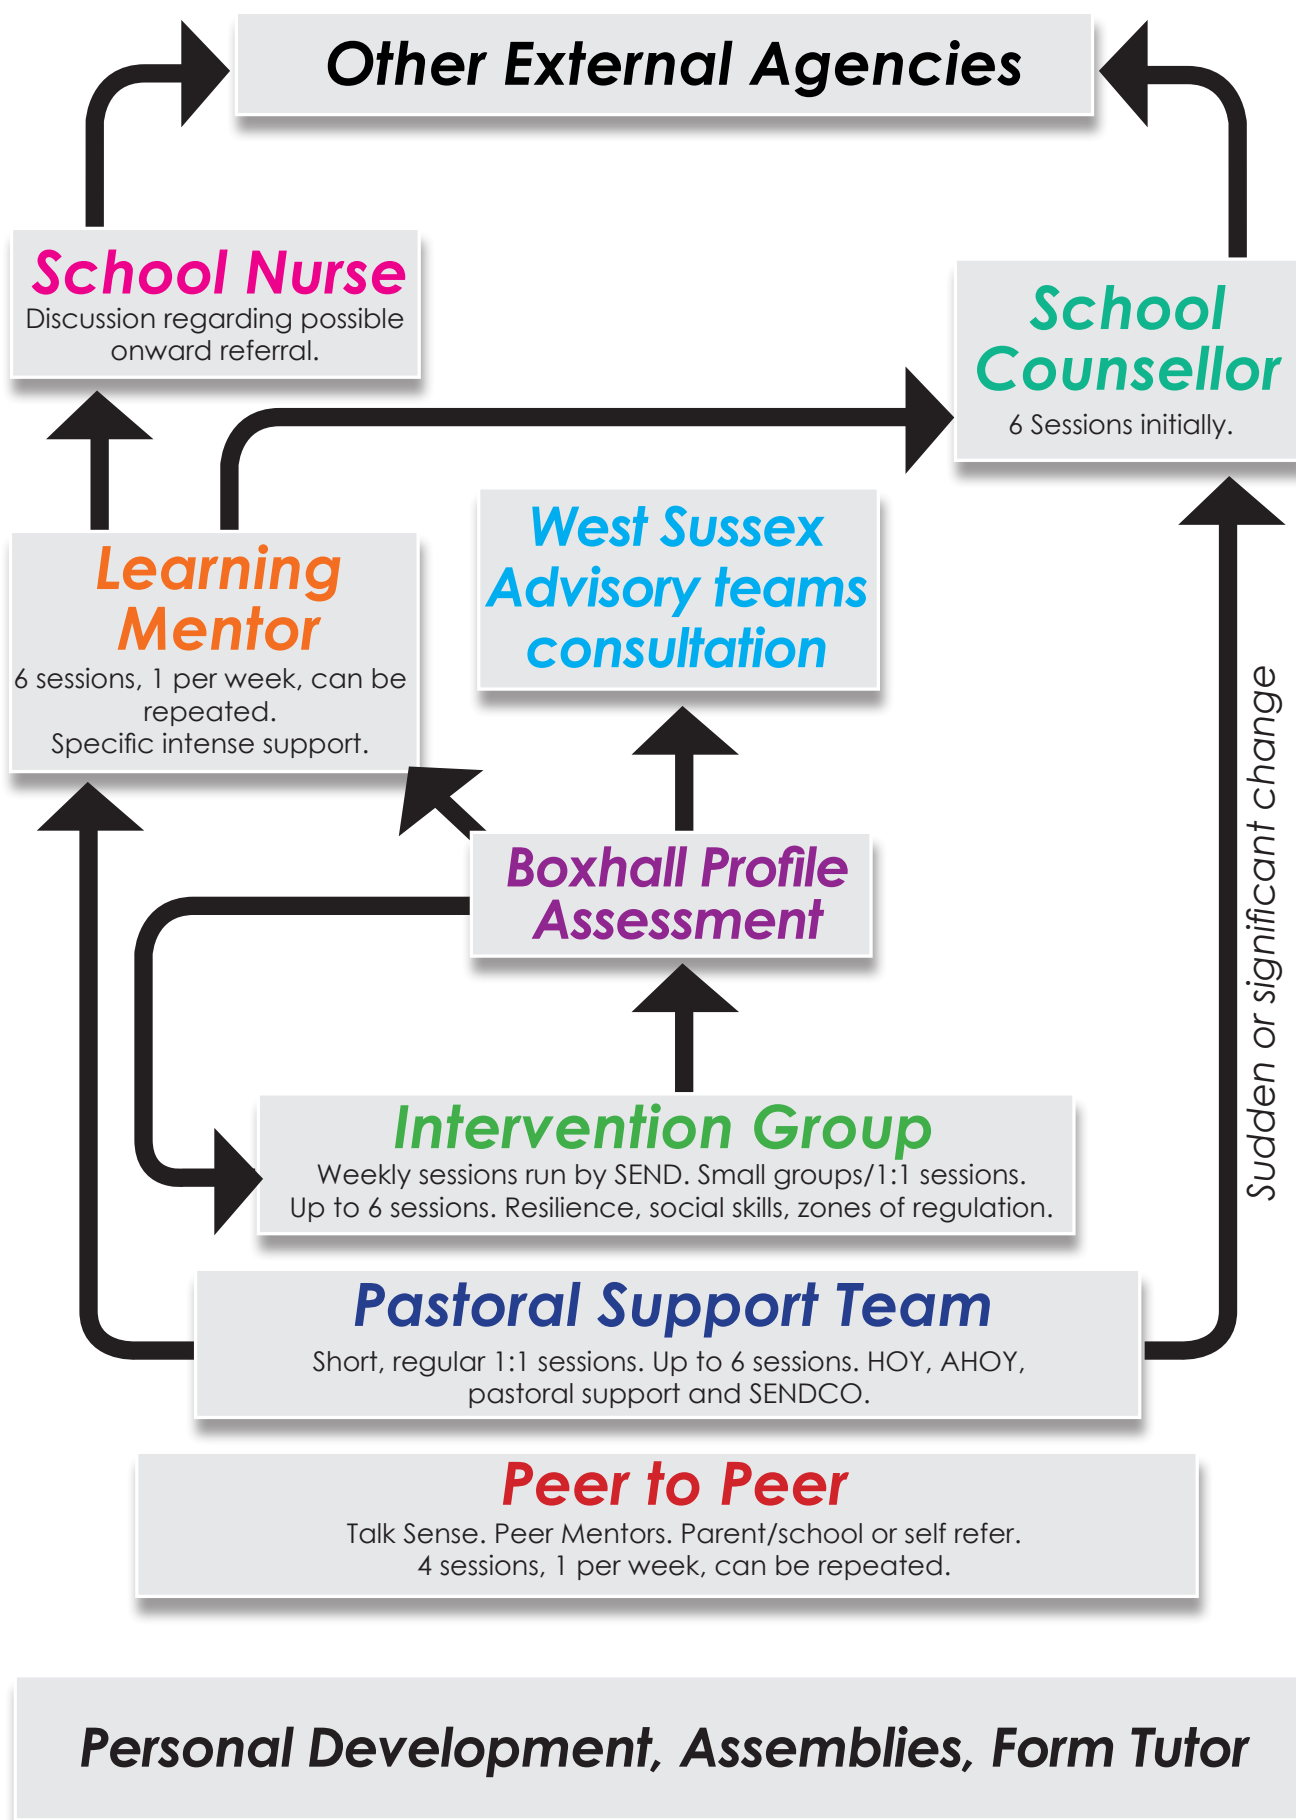 Other External Agencies
School Nurse
Discussion regarding possible
onward referral.
School
Counsellor
6 Sessions initially.
West Sussex
Advisory teams
consultation
Learning
Mentor
6 sessions, 1 per week, can be
repeated.
Specific intense support.
Sudden or significant change
Boxhall Profile
Assessment
Intervention Group
Weekly sessions run by SEND. Small groups/1:1 sessions.
Up to 6 sessions. Resilience, social skills, zones of regulation.
Pastoral Support Team
Short, regular 1:1 sessions. Up to 6 sessions. HOY, AHOY,
pastoral support and SENDCO.
Peer to Peer
Talk Sense. Peer Mentors. Parent/school or self refer.
4 sessions, 1 per week, can be repeated.
Personal Development, Assemblies, Form Tutor